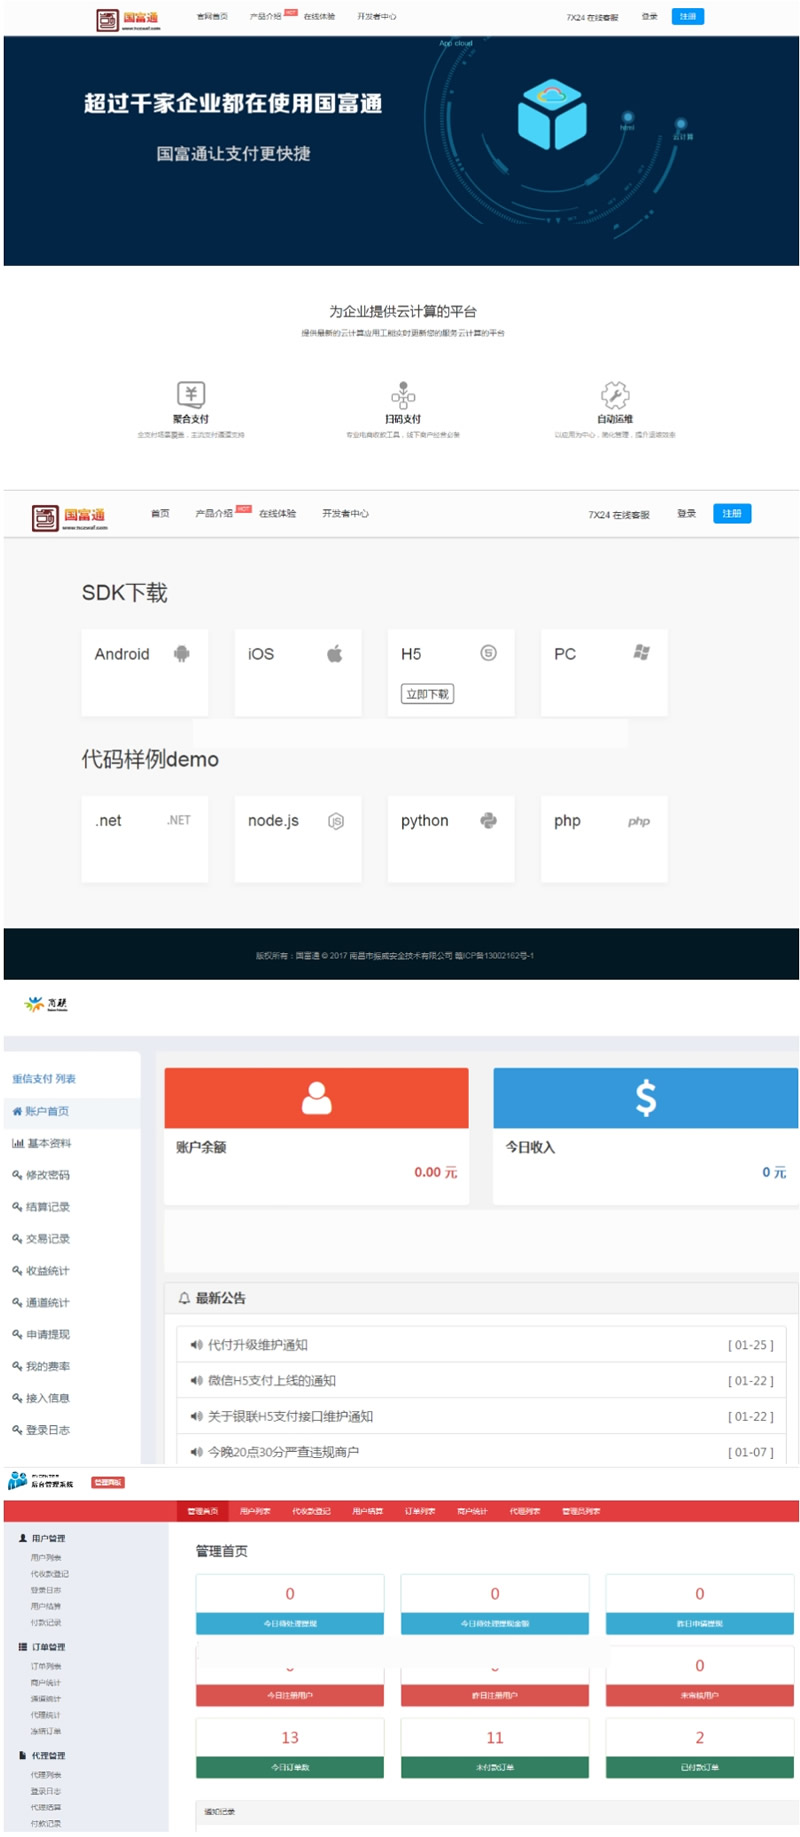 国富通
官网首页 产品介绍 HOT 在线体验 开发者中心 7X24 在线客服 登录 注册
App cloud
超过千家企业都在使用国富通
国富通让支付更快捷
html
云计算
为企业提供云计算的平台
提供最新的云计算应用工能实时更新您的服务云计算的平台
聚合支付 扫码支付 自动运维
全支付场景覆盖，主流支付通道支持 专业电商收款工具，线下商户经营必备 以应用为中心，简化管理，提升运维效率
国富通
首页 产品介绍 HOT 在线体验 开发者中心 7X24 在线客服 登录 注册
SDK下载
Android iOS H5 PC
立即下载
代码样例demo
.net .NET node.js JS python php php
版权所有：国富通 © 2017 南昌市振威安全技术有限公司 赣ICP备13002162号-1
商联
重信支付 列表
账户首页
基本资料
修改密码
结算记录
交易记录
收益统计
通道统计
申请提现
我的费率
接入信息
登录日志
账户余额 今日收入
0.00 元 0 元
最新公告
代付升级维护通知 [ 01-25 ]
微信H5支付上线的通知 [ 01-22 ]
关于银联H5支付接口维护通知 [ 01-22 ]
今晚20点30分严查违规商户 [ 01-07 ]
后台管理系统 管理面板
管理首页 用户列表 代收款登记 用户结算 订单列表 商户统计 代理列表 管理员列表
用户管理
用户列表
代收款登记
登录日志
用户结算
付款记录
订单管理
订单列表
商户统计
通道统计
代理统计
冻结订单
代理管理
代理列表
登录日志
代理结算
付款记录
管理首页
0 0 0
今日待处理提现 今日待处理提现金额 昨日申请提现
0
今日注册用户 昨日注册用户 未审核用户
13 11 2
今日订单数 未付款订单 已付款订单
通知记录